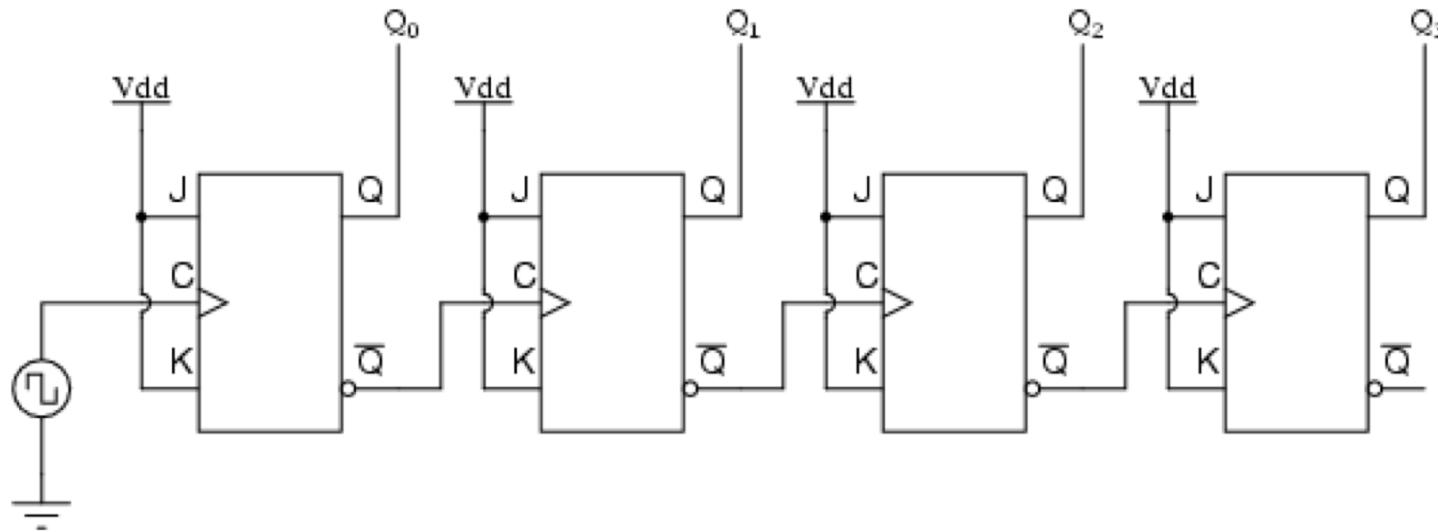 Q₀ Q₁ Q₂ Q₃
Vdd Vdd Vdd Vdd
J Q J Q J Q J Q
C C C C
K Q̅ K Q̅ K Q̅ K Q̅